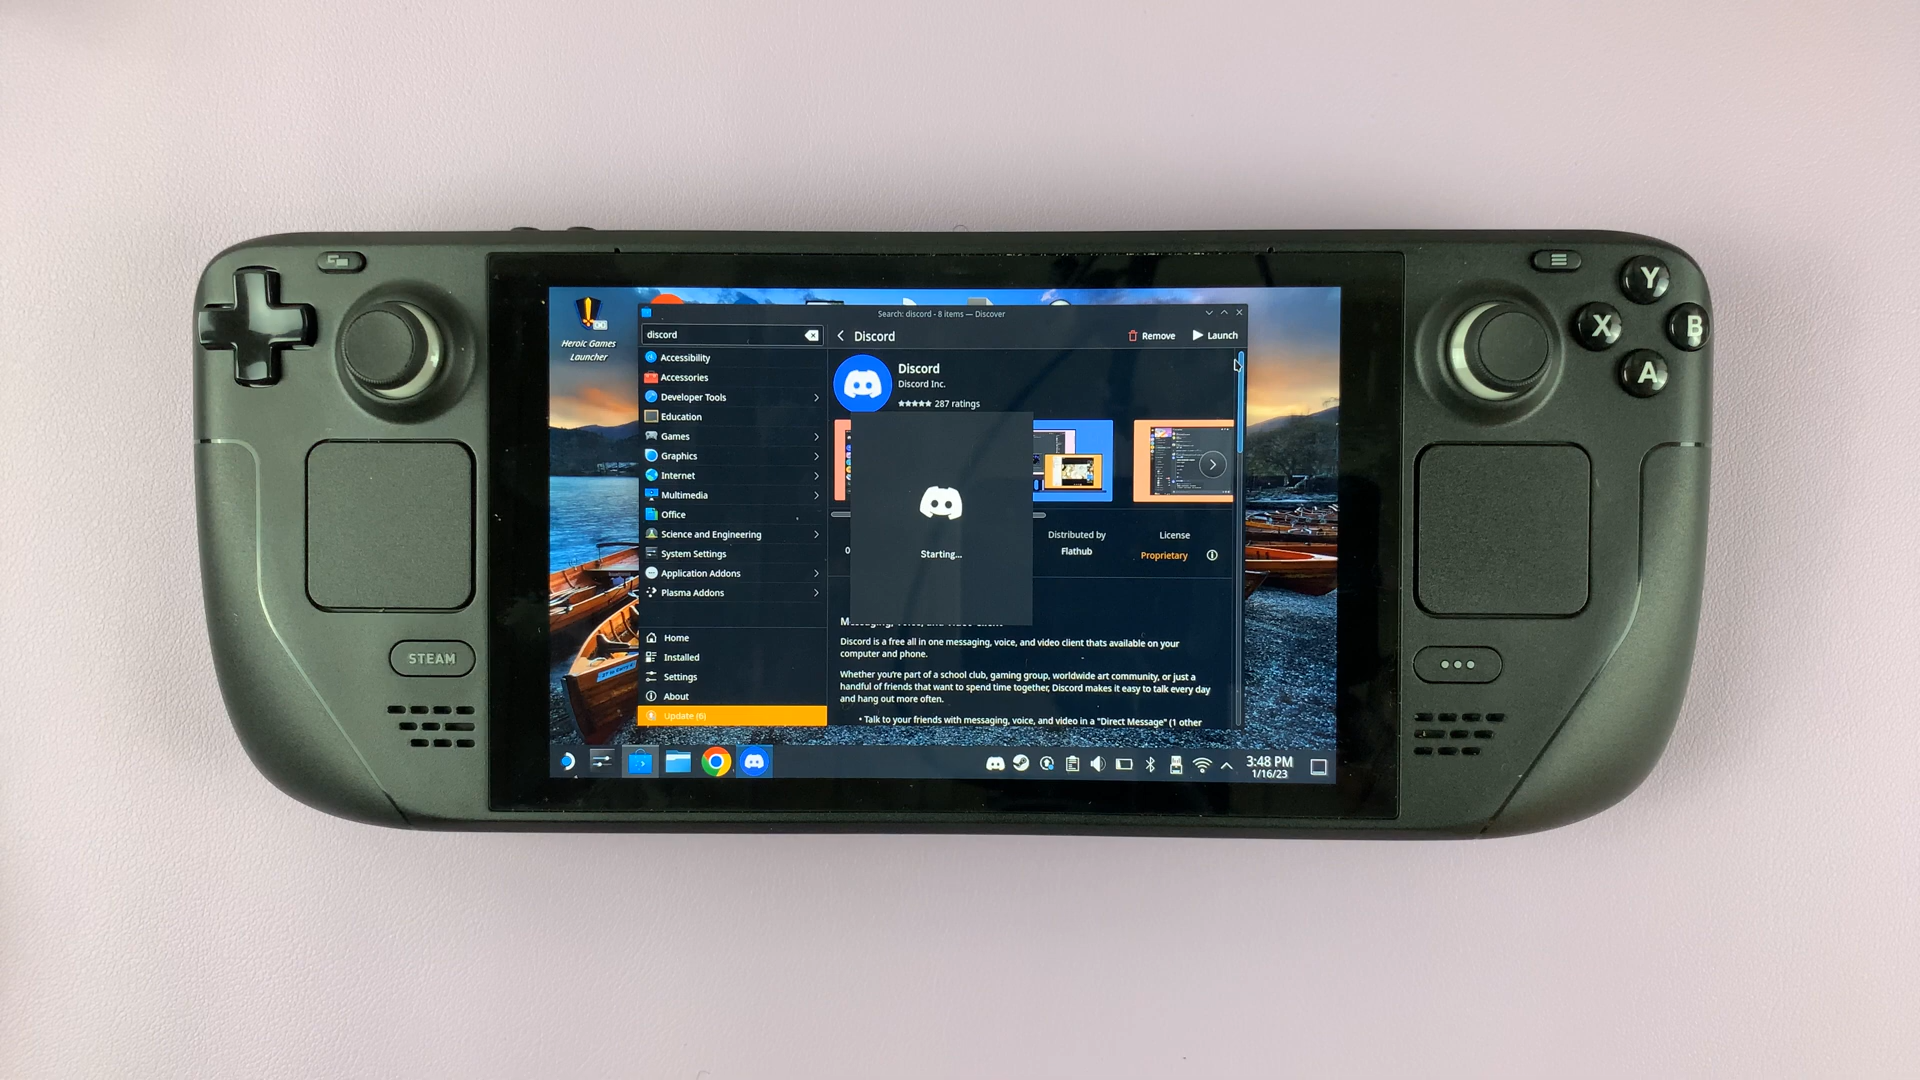 Heroic Games
Launcher
Search: discord - 8 items — Discover
discord
Discord
Remove
Launch
Accessibility
Accessories
Developer Tools
Education
Games
Graphics
Internet
Multimedia
Office
Science and Engineering
System Settings
Application Addons
Plasma Addons
Home
Installed
Settings
About
Update (6)
Discord
Discord Inc.
287 ratings
Starting...
Distributed by
Flathub
License
Proprietary
Discord is a free all in one messaging, voice, and video client thats available on your
computer and phone.
Whether you're part of a school club, gaming group, worldwide art community, or just a
handful of friends that want to spend time together, Discord makes it easy to talk every day
and hang out more often.
• Talk to your friends with messaging, voice, and video in a "Direct Message" (1 other
3:48 PM
1/16/23
STEAM
Y
X
B
A